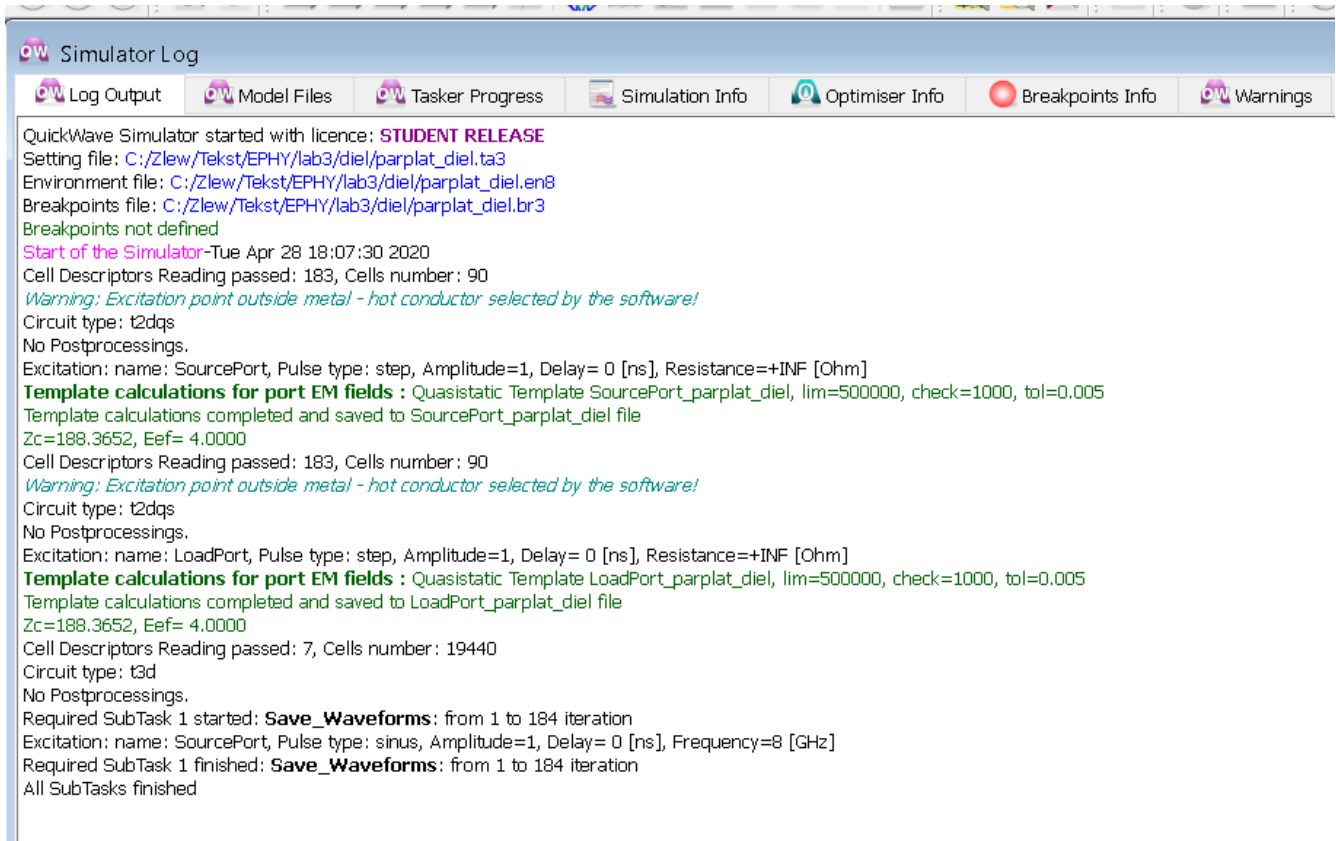 QW Simulator Log
QW Log Output QW Model Files QW Tasker Progress Simulation Info Optimiser Info Breakpoints Info QW Warnings
QuickWave Simulator started with licence: STUDENT RELEASE
Setting file: C:/Zlew/Tekst/EPHY/lab3/diel/parplat_diel.ta3
Environment file: C:/Zlew/Tekst/EPHY/lab3/diel/parplat_diel.en8
Breakpoints file: C:/Zlew/Tekst/EPHY/lab3/diel/parplat_diel.br3
Breakpoints not defined
Start of the Simulator-Tue Apr 28 18:07:30 2020
Cell Descriptors Reading passed: 183, Cells number: 90
Warning: Excitation point outside metal - hot conductor selected by the software!
Circuit type: t2dqs
No Postprocessings.
Excitation: name: SourcePort, Pulse type: step, Amplitude=1, Delay= 0 [ns], Resistance=+INF [Ohm]
Template calculations for port EM fields : Quasistatic Template SourcePort_parplat_diel, lim=500000, check=1000, tol=0.005
Template calculations completed and saved to SourcePort_parplat_diel file
Zc=188.3652, Eef= 4.0000
Cell Descriptors Reading passed: 183, Cells number: 90
Warning: Excitation point outside metal - hot conductor selected by the software!
Circuit type: t2dqs
No Postprocessings.
Excitation: name: LoadPort, Pulse type: step, Amplitude=1, Delay= 0 [ns], Resistance=+INF [Ohm]
Template calculations for port EM fields : Quasistatic Template LoadPort_parplat_diel, lim=500000, check=1000, tol=0.005
Template calculations completed and saved to LoadPort_parplat_diel file
Zc=188.3652, Eef= 4.0000
Cell Descriptors Reading passed: 7, Cells number: 19440
Circuit type: t3d
No Postprocessings.
Required SubTask 1 started: Save_Waveforms: from 1 to 184 iteration
Excitation: name: SourcePort, Pulse type: sinus, Amplitude=1, Delay= 0 [ns], Frequency=8 [GHz]
Required SubTask 1 finished: Save_Waveforms: from 1 to 184 iteration
All SubTasks finished